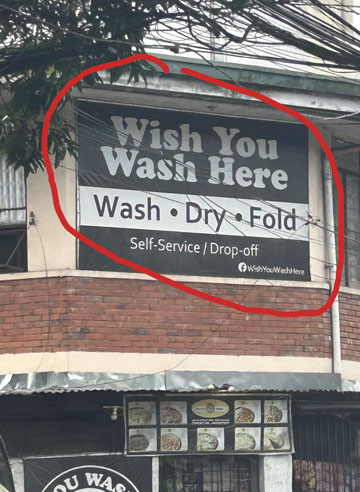 Wish You
Wash Here
Wash • Dry • Fold
Self-Service / Drop-off
WishYouWashHere
OU WAS